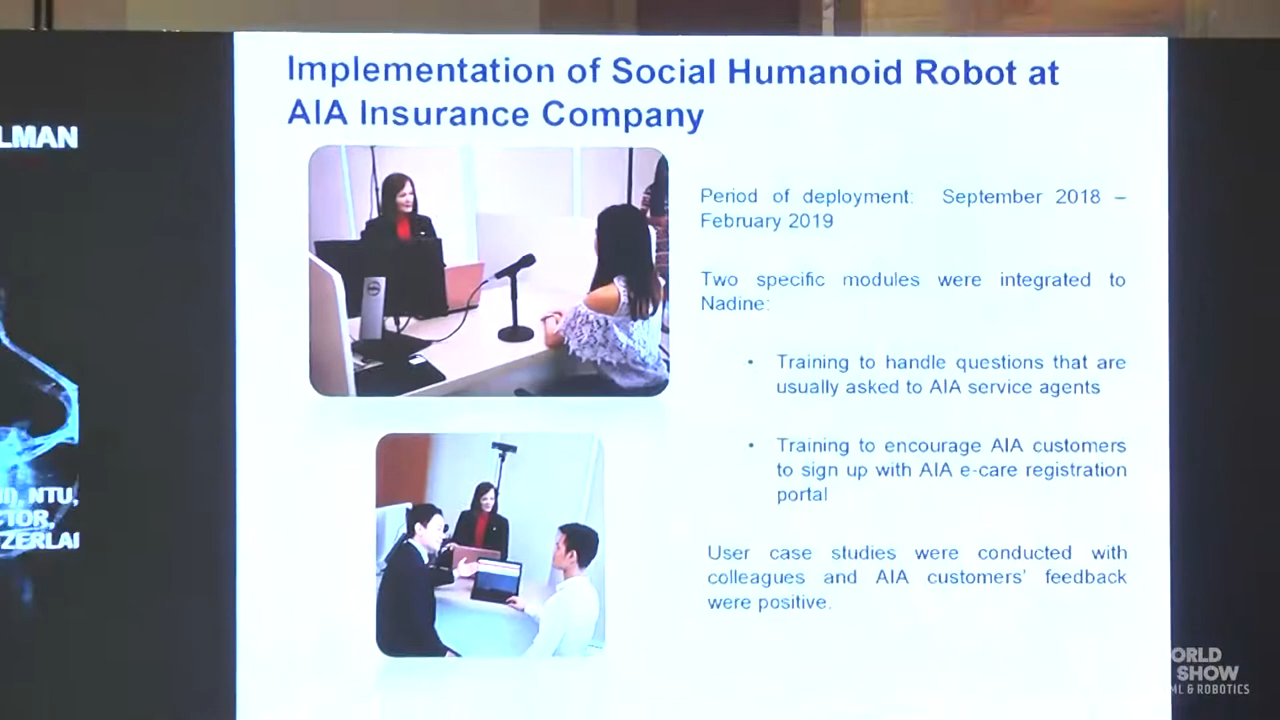 Implementation of Social Humanoid Robot at
AIA Insurance Company
LMAN
Period of deployment: September 2018 –
February 2019
Two specific modules were integrated to
Nadine:
• Training to handle questions that are
usually asked to AIA service agents
• Training to encourage AIA customers
to sign up with AIA e-care registration
portal
User case studies were conducted with
colleagues and AIA customers' feedback
were positive.
DELL
NTU,
CTOR,
TZERLAI
ORLD
SHOW
ML & ROBOTICS